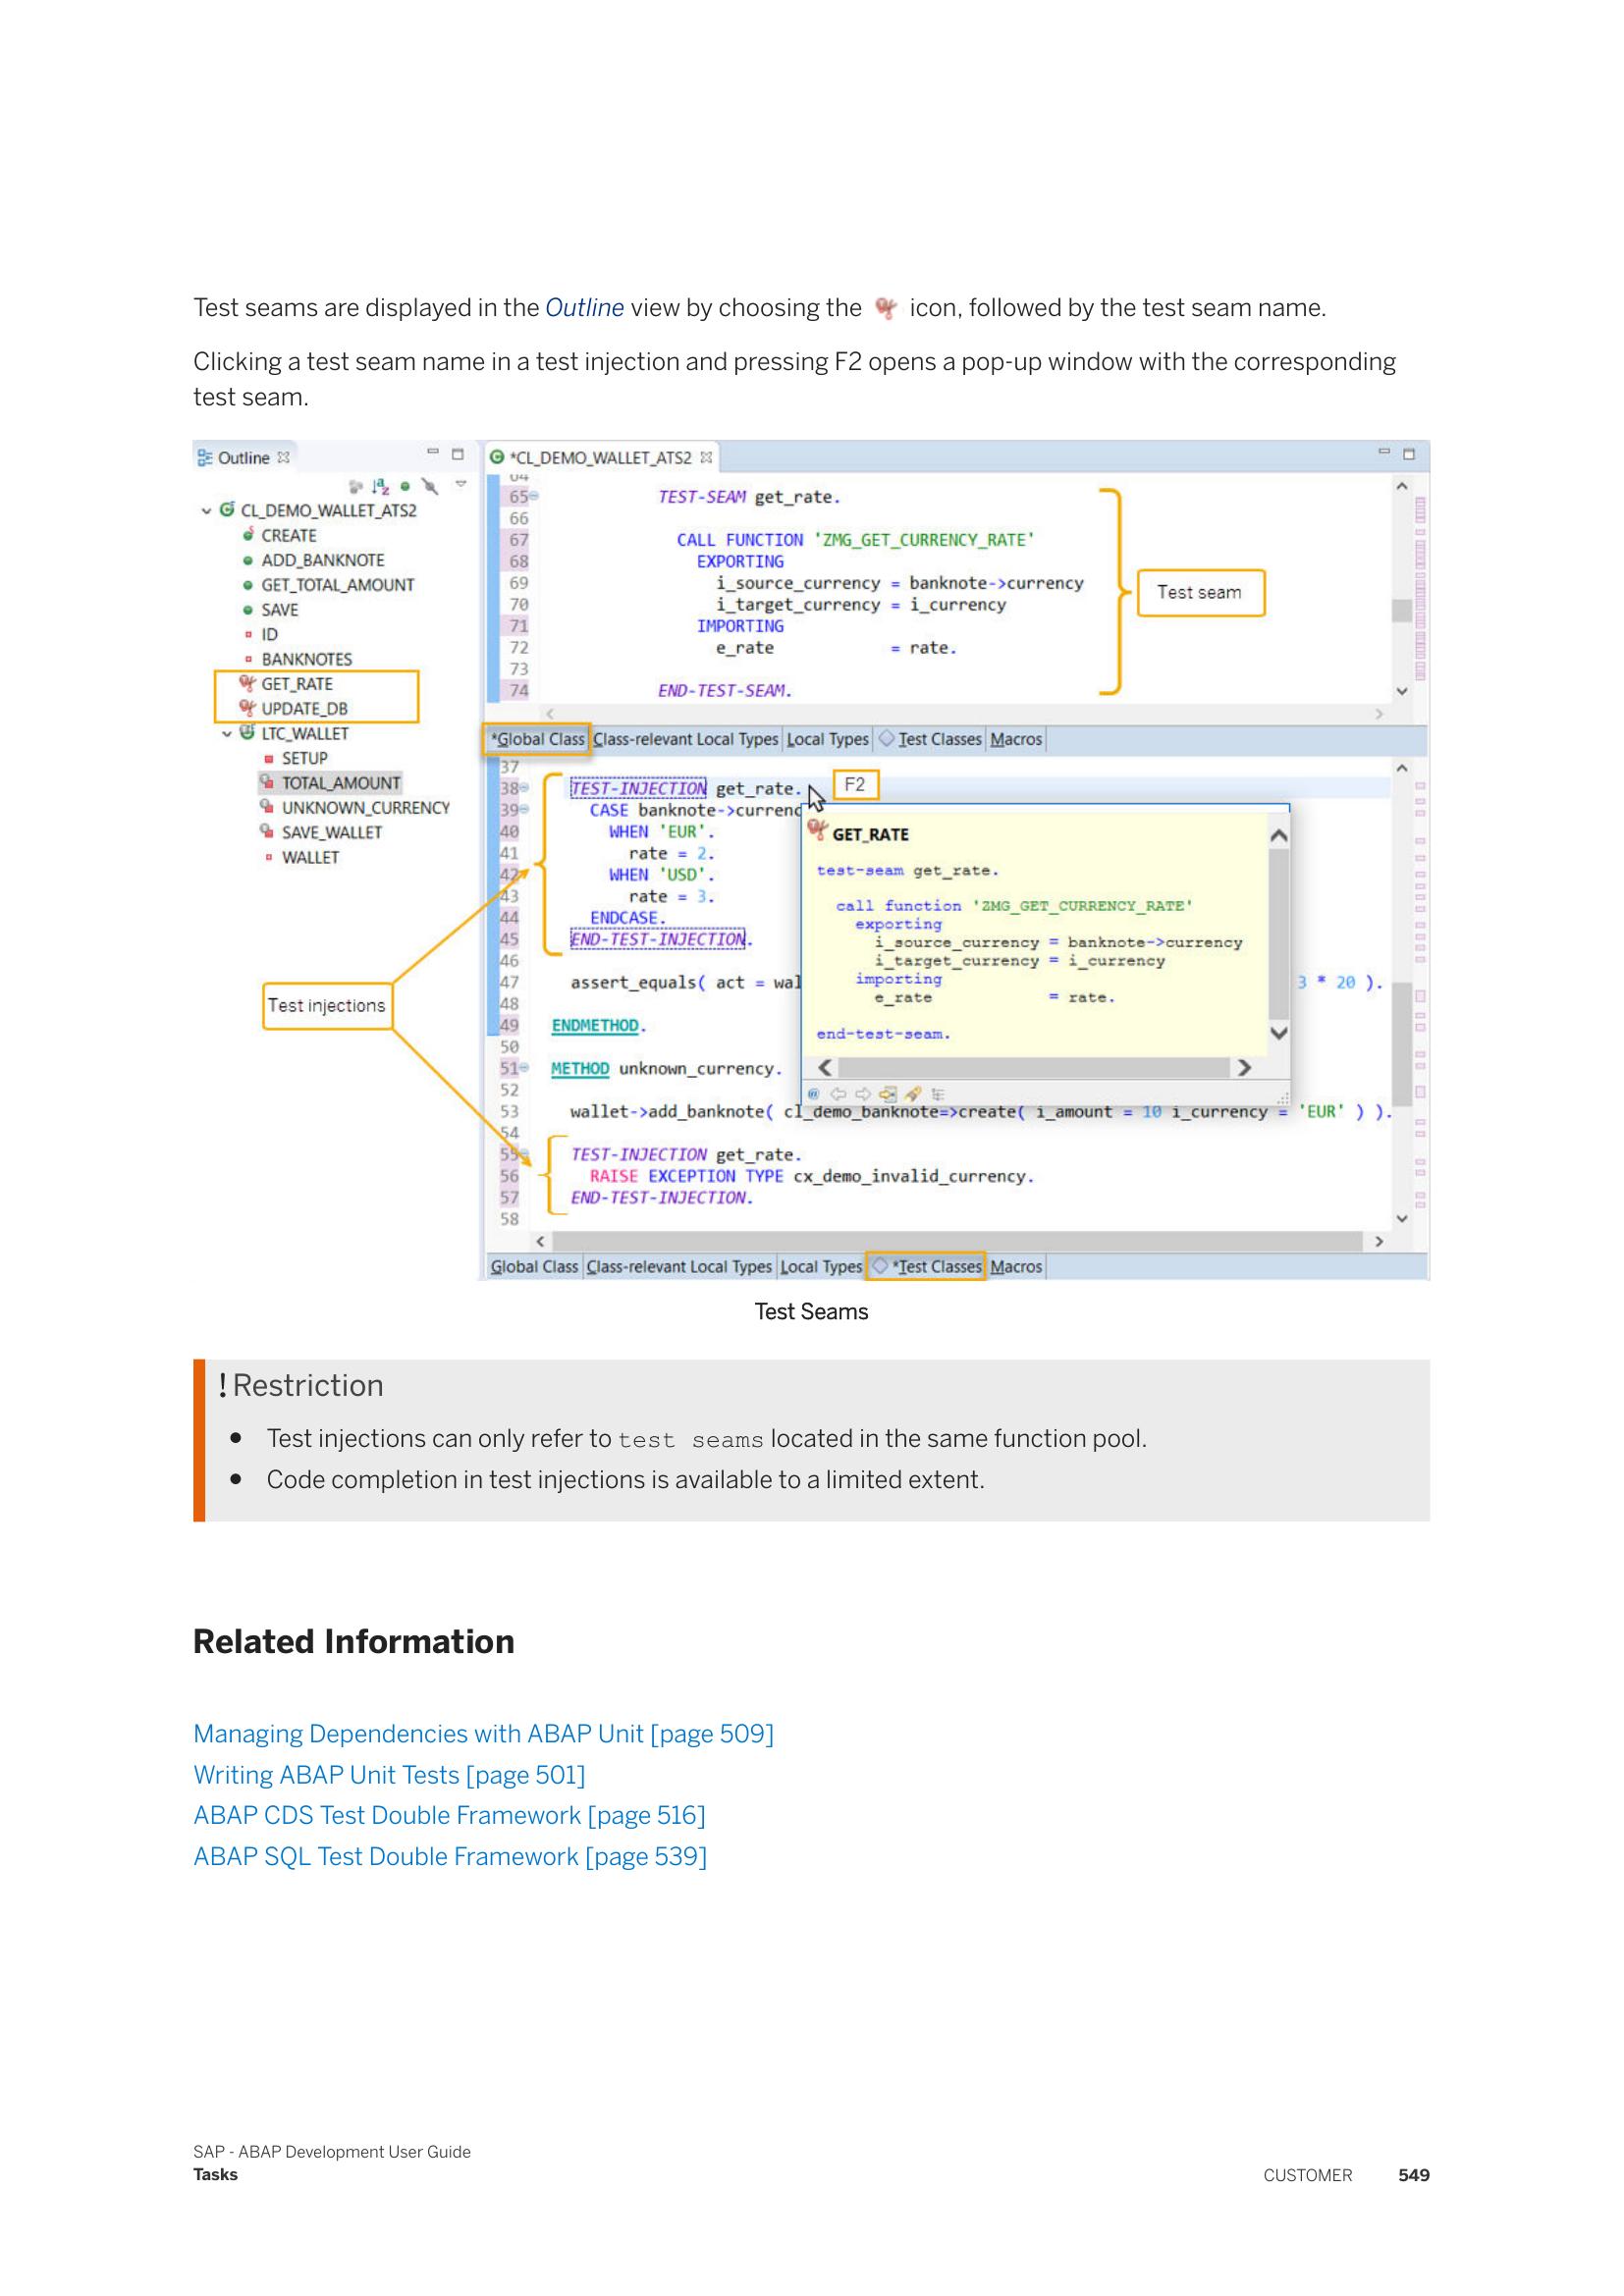 Test seams are displayed in the Outline view by choosing the icon, followed by the test seam name.
Clicking a test seam name in a test injection and pressing F2 opens a pop-up window with the corresponding
test seam.
Outline
CL_DEMO_WALLET_ATS2
CREATE
ADD_BANKNOTE
GET_TOTAL_AMOUNT
SAVE
ID
BANKNOTES
GET_RATE
UPDATE_DB
LTC_WALLET
SETUP
TOTAL_AMOUNT
UNKNOWN_CURRENCY
SAVE_WALLET
WALLET
Test injections
*CL_DEMO_WALLET_ATS2
64
65 TEST-SEAM get_rate.
66
67 CALL FUNCTION 'ZMG_GET_CURRENCY_RATE'
68 EXPORTING
69 i_source_currency = banknote->currency
70 i_target_currency = i_currency
71 IMPORTING
72 e_rate = rate.
73
74 END-TEST-SEAM.
Test seam
*Global Class Class-relevant Local Types Local Types Test Classes Macros
37
38 TEST-INJECTION get_rate.
39 CASE banknote->currenc
40 WHEN 'EUR'.
41 rate = 2.
42 WHEN 'USD'.
43 rate = 3.
44 ENDCASE.
45 END-TEST-INJECTION.
46
47 assert_equals( act = wal 3 * 20 ).
48
49 ENDMETHOD.
50
51 METHOD unknown_currency.
52
53 wallet->add_banknote( cl_demo_banknote=>create( i_amount = 10 i_currency = 'EUR' ) ).
54
55 TEST-INJECTION get_rate.
56 RAISE EXCEPTION TYPE cx_demo_invalid_currency.
57 END-TEST-INJECTION.
58
F2
GET_RATE
test-seam get_rate.
call function 'ZMG_GET_CURRENCY_RATE'
exporting
i_source_currency = banknote->currency
i_target_currency = i_currency
importing
e_rate = rate.
end-test-seam.
Global Class Class-relevant Local Types Local Types *Test Classes Macros
Test Seams
! Restriction
• Test injections can only refer to test seams located in the same function pool.
• Code completion in test injections is available to a limited extent.
Related Information
Managing Dependencies with ABAP Unit [page 509]
Writing ABAP Unit Tests [page 501]
ABAP CDS Test Double Framework [page 516]
ABAP SQL Test Double Framework [page 539]
SAP - ABAP Development User Guide
Tasks
CUSTOMER 549